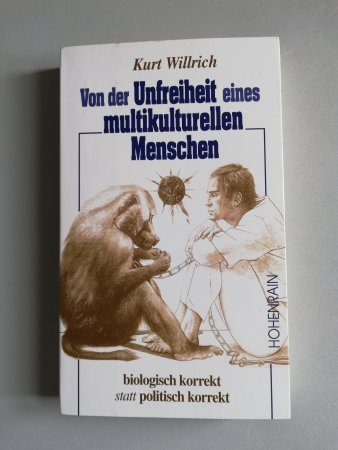 Kurt Willrich
Von der Unfreiheit eines
multikulturellen
Menschen
HOHENRAIN
biologisch korrekt
statt politisch korrekt